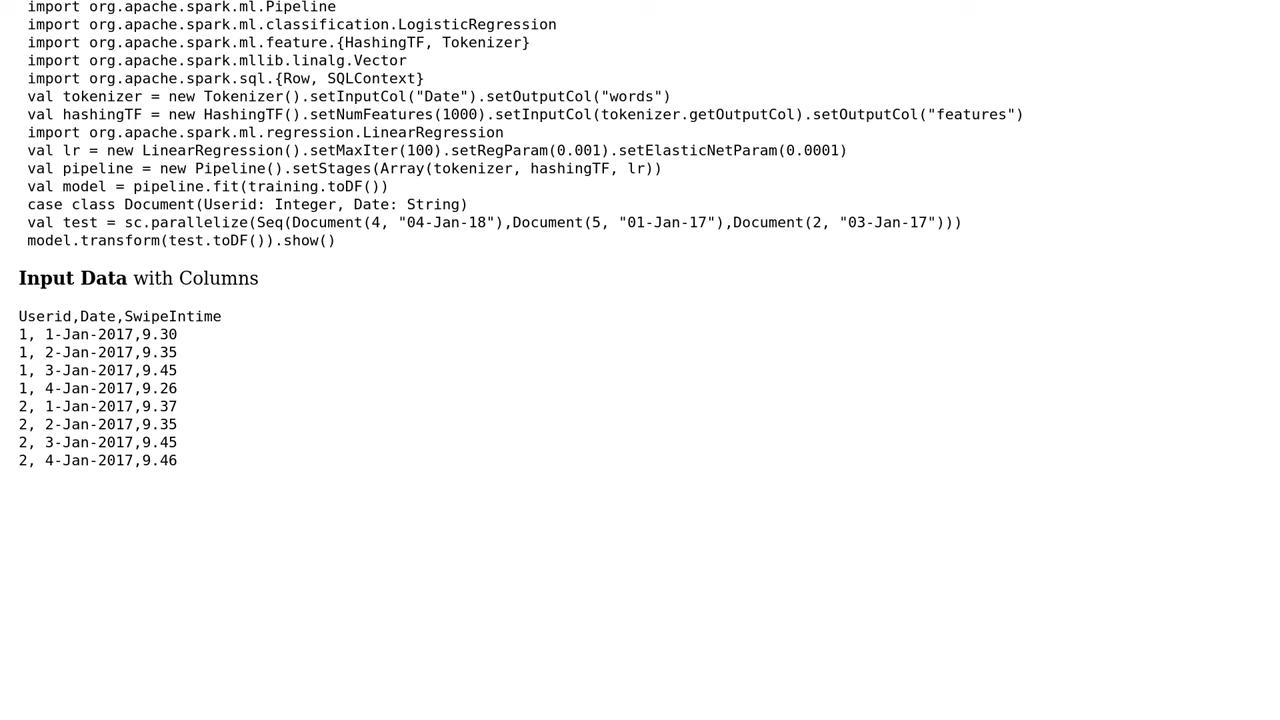 import org.apache.spark.ml.Pipeline
import org.apache.spark.ml.classification.LogisticRegression
import org.apache.spark.ml.feature.{HashingTF, Tokenizer}
import org.apache.spark.mllib.linalg.Vector
import org.apache.spark.sql.{Row, SQLContext}
val tokenizer = new Tokenizer().setInputCol("Date").setOutputCol("words")
val hashingTF = new HashingTF().setNumFeatures(1000).setInputCol(tokenizer.getOutputCol).setOutputCol("features")
import org.apache.spark.ml.regression.LinearRegression
val lr = new LinearRegression().setMaxIter(100).setRegParam(0.001).setElasticNetParam(0.0001)
val pipeline = new Pipeline().setStages(Array(tokenizer, hashingTF, lr))
val model = pipeline.fit(training.toDF())
case class Document(Userid: Integer, Date: String)
val test = sc.parallelize(Seq(Document(4, "04-Jan-18"),Document(5, "01-Jan-17"),Document(2, "03-Jan-17")))
model.transform(test.toDF()).show()
Input Data with Columns
Userid,Date,SwipeIntime
1, 1-Jan-2017,9.30
1, 2-Jan-2017,9.35
1, 3-Jan-2017,9.45
1, 4-Jan-2017,9.26
2, 1-Jan-2017,9.37
2, 2-Jan-2017,9.35
2, 3-Jan-2017,9.45
2, 4-Jan-2017,9.46